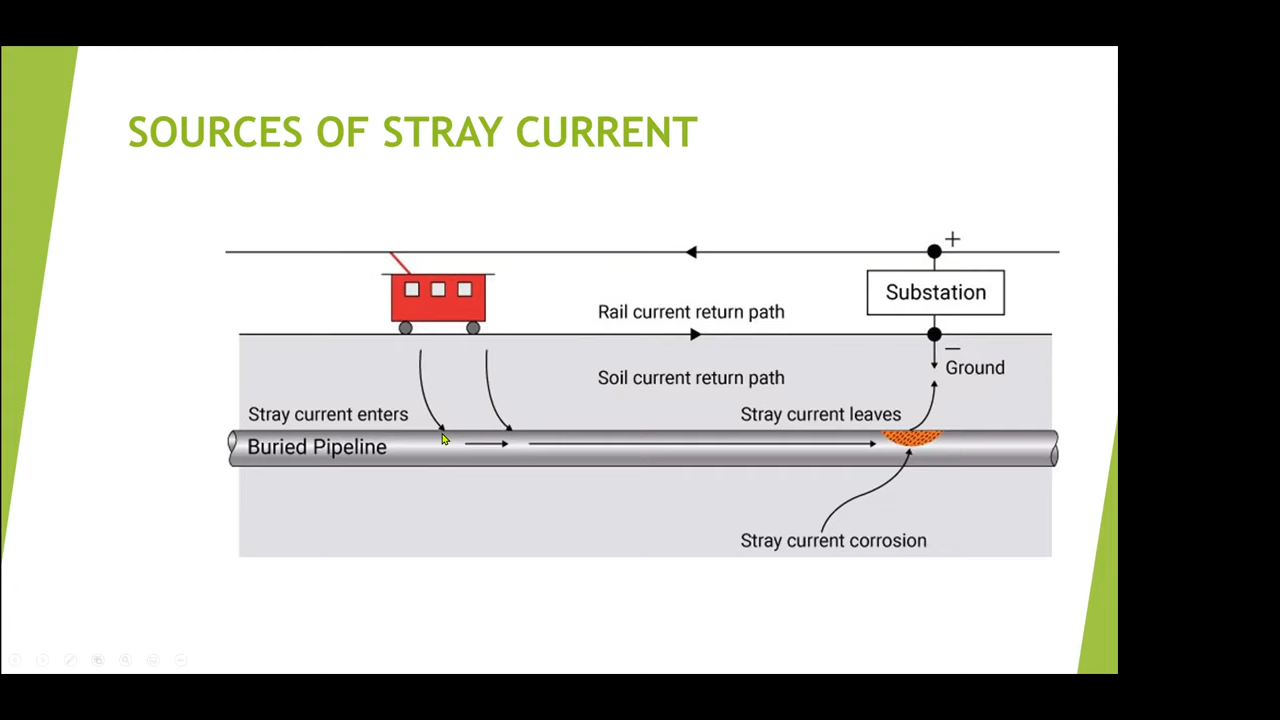 SOURCES OF STRAY CURRENT
+
Substation
Rail current return path
−
Ground
Soil current return path
Stray current enters
Stray current leaves
Buried Pipeline
Stray current corrosion